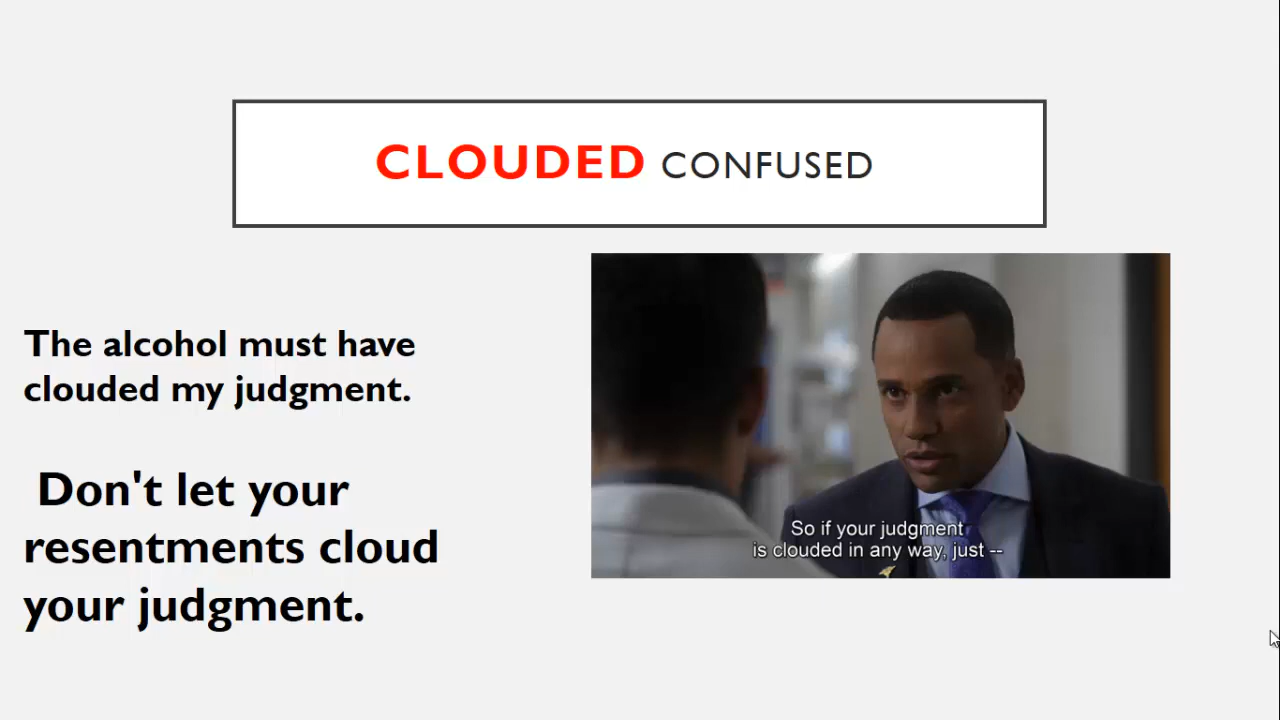 CLOUDED CONFUSED
The alcohol must have
clouded my judgment.
Don't let your
resentments cloud
your judgment.
So if your judgment
is clouded in any way, just --